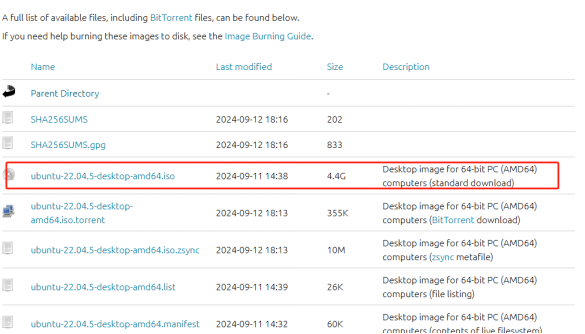 A full list of available files, including BitTorrent files, can be found below.
If you need help burning these images to disk, see the Image Burning Guide.
Name Last modified Size Description
Parent Directory -
SHA256SUMS 2024-09-12 18:16 202
SHA256SUMS.gpg 2024-09-12 18:16 833
ubuntu-22.04.5-desktop-amd64.iso 2024-09-11 14:38 4.4G Desktop image for 64-bit PC (AMD64)
computers (standard download)
ubuntu-22.04.5-desktop-
amd64.iso.torrent 2024-09-12 18:13 355K Desktop image for 64-bit PC (AMD64)
computers (BitTorrent download)
ubuntu-22.04.5-desktop-amd64.iso.zsync 2024-09-12 18:13 10M Desktop image for 64-bit PC (AMD64)
computers (zsync metafile)
ubuntu-22.04.5-desktop-amd64.list 2024-09-11 14:39 26K Desktop image for 64-bit PC (AMD64)
computers (file listing)
ubuntu-22.04.5-desktop-amd64.manifest 2024-09-11 14:32 60K Desktop image for 64-bit PC (AMD64)
computers (contents of live filesystem)